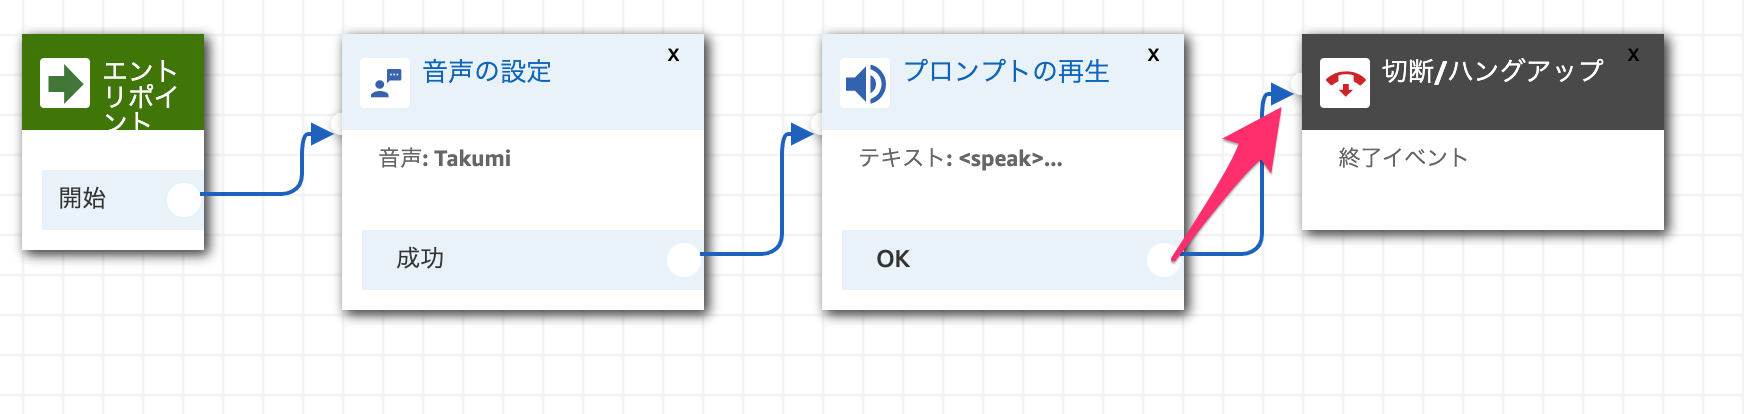 エント
リポイ
ント
開始
音声の設定
X
音声: Takumi
成功
プロンプトの再生
X
テキスト: <speak>...
OK
切断/ハングアップ
X
終了イベント